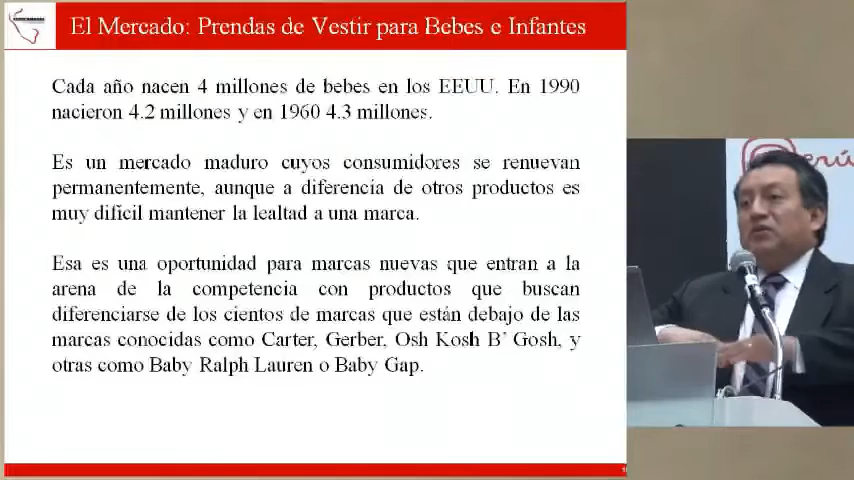 El Mercado: Prendas de Vestir para Bebes e Infantes
Cada año nacen 4 millones de bebes en los EEUU. En 1990
nacieron 4.2 millones y en 1960 4.3 millones.
Es un mercado maduro cuyos consumidores se renuevan
permanentemente, aunque a diferencia de otros productos es
muy difícil mantener la lealtad a una marca.
Esa es una oportunidad para marcas nuevas que entran a la
arena de la competencia con productos que buscan
diferenciarse de los cientos de marcas que están debajo de las
marcas conocidas como Carter, Gerber, Osh Kosh B' Gosh, y
otras como Baby Ralph Lauren o Baby Gap.
Perú